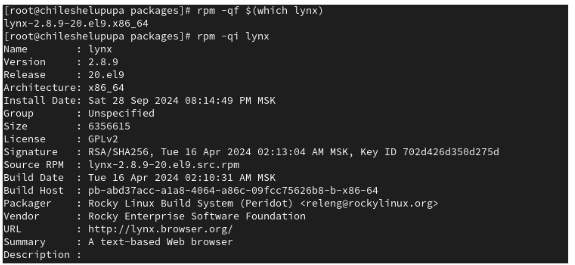 [root@chileshelupupa packages]# rpm -qf $(which lynx)
lynx-2.8.9-20.el9.x86_64
[root@chileshelupupa packages]# rpm -qi lynx
Name        : lynx
Version     : 2.8.9
Release     : 20.el9
Architecture: x86_64
Install Date: Sat 28 Sep 2024 08:14:49 PM MSK
Group       : Unspecified
Size        : 6356615
License     : GPLv2
Signature   : RSA/SHA256, Tue 16 Apr 2024 02:13:04 AM MSK, Key ID 702d426d350d275d
Source RPM  : lynx-2.8.9-20.el9.src.rpm
Build Date  : Tue 16 Apr 2024 02:10:31 AM MSK
Build Host  : pb-abd37acc-a1a8-4064-a86c-09fcc75626b8-b-x86-64
Packager    : Rocky Linux Build System (Peridot) <releng@rockylinux.org>
Vendor      : Rocky Enterprise Software Foundation
URL         : http://lynx.browser.org/
Summary     : A text-based Web browser
Description :